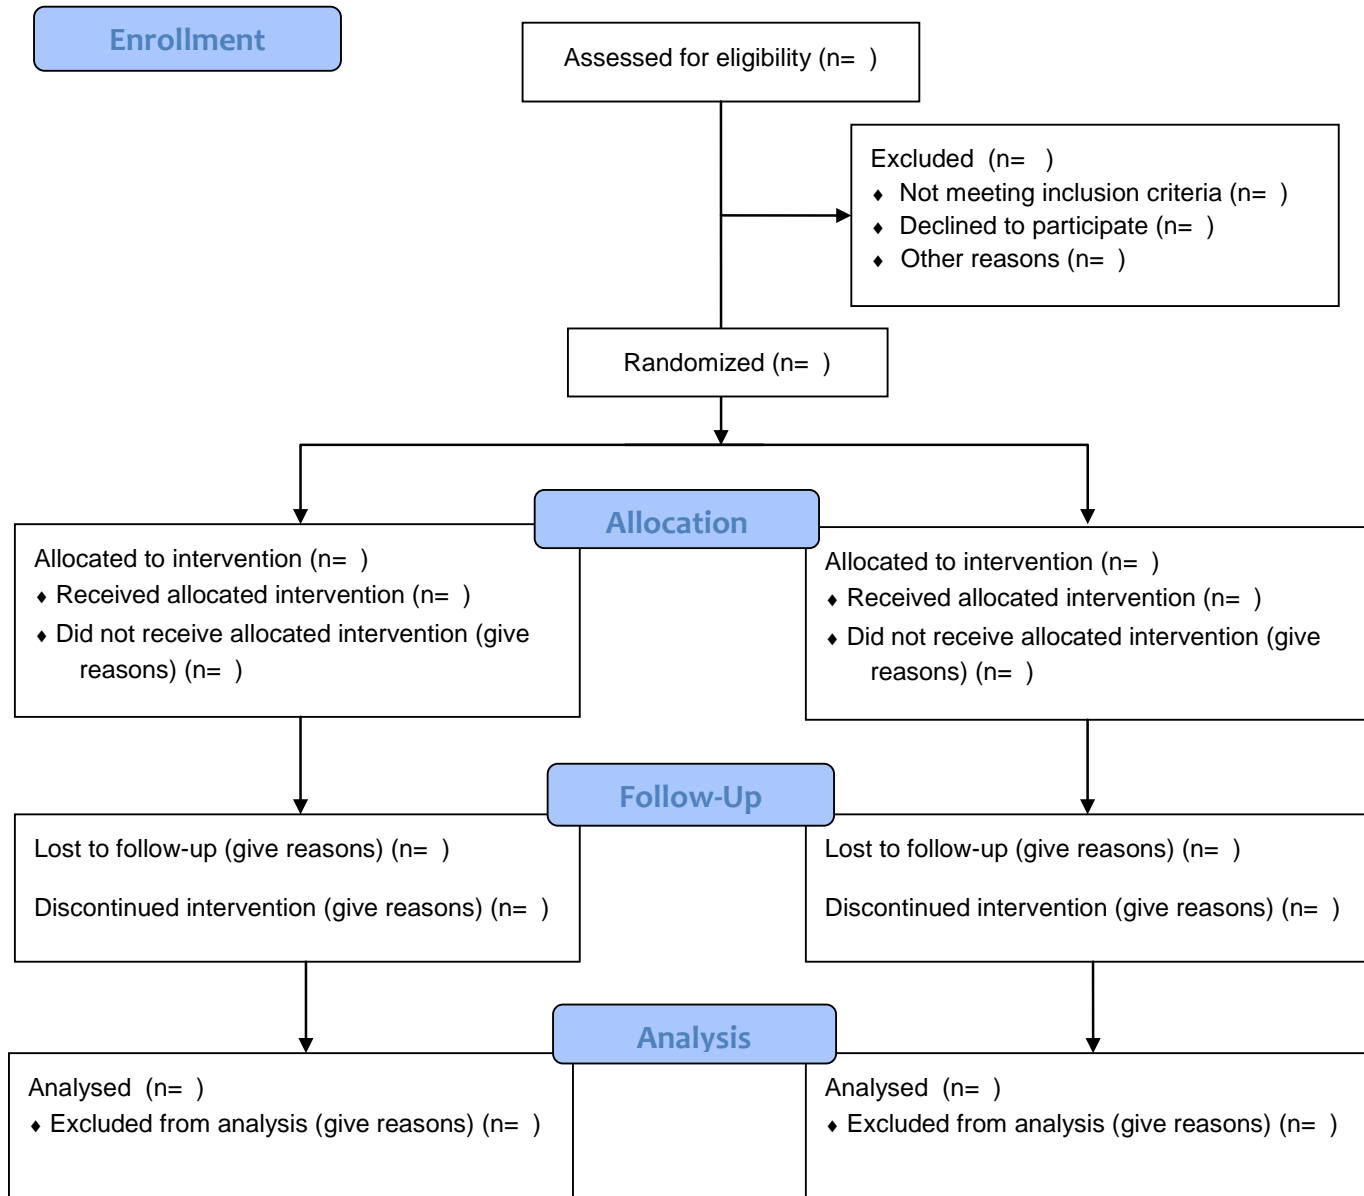 Enrollment
Assessed for eligibility (n=  )
Excluded  (n=   )
♦ Not meeting inclusion criteria (n=  )
♦ Declined to participate (n=  )
♦ Other reasons (n=  )
Randomized (n=  )
Allocation
Allocated to intervention (n=  )
♦ Received allocated intervention (n=  )
♦ Did not receive allocated intervention (give
reasons) (n=  )
Allocated to intervention (n=  )
♦ Received allocated intervention (n=  )
♦ Did not receive allocated intervention (give
reasons) (n=  )
Follow-Up
Lost to follow-up (give reasons) (n=  )
Discontinued intervention (give reasons) (n=  )
Lost to follow-up (give reasons) (n=  )
Discontinued intervention (give reasons) (n=  )
Analysis
Analysed  (n=  )
♦ Excluded from analysis (give reasons) (n=  )
Analysed  (n=  )
♦ Excluded from analysis (give reasons) (n=  )